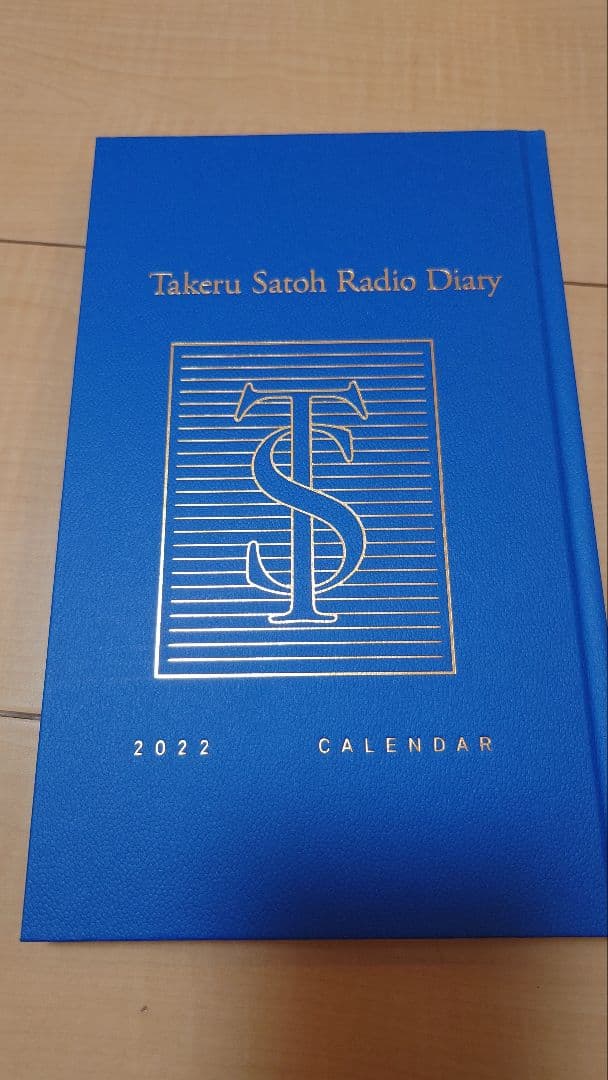 Takeru Satoh Radio Diary
TS
2022 CALENDAR